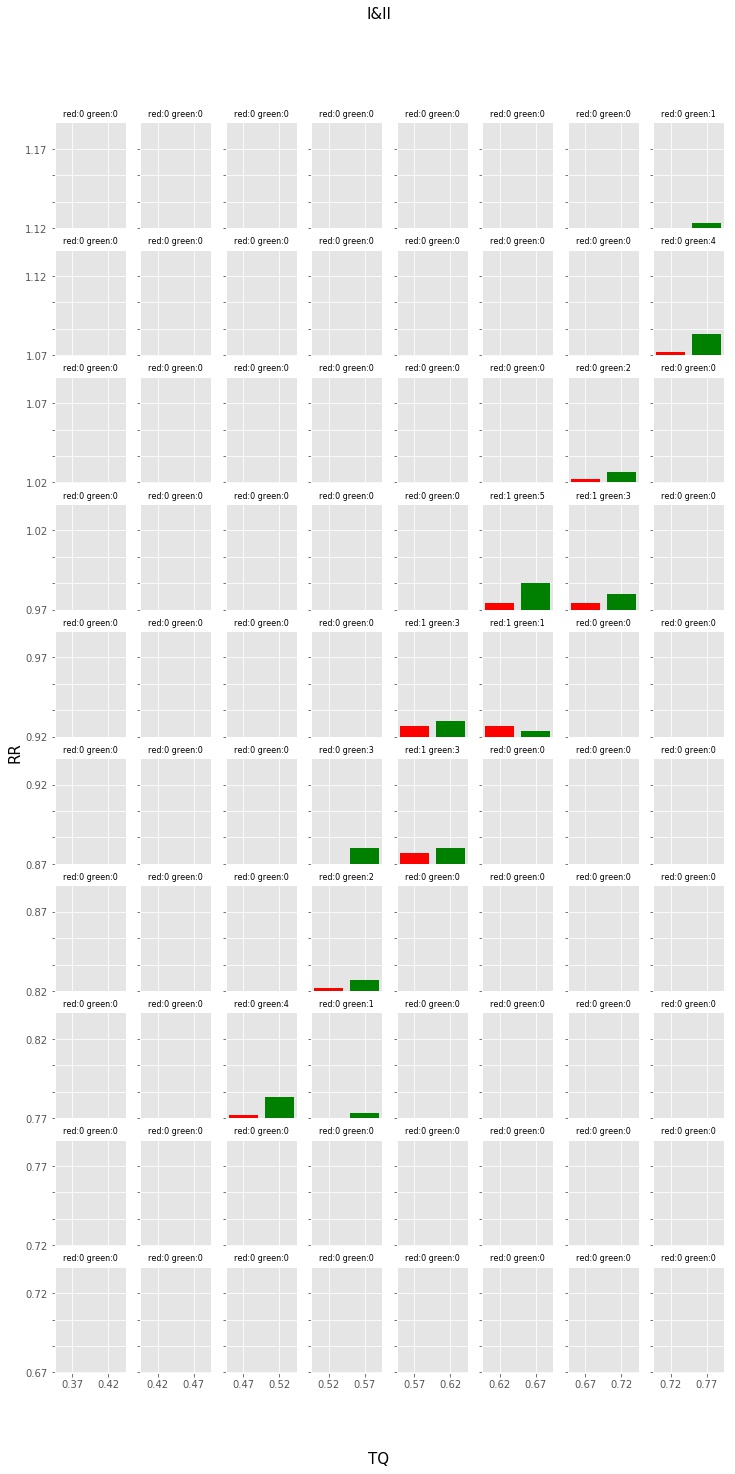 I&II
red:0 green:0 red:0 green:0 red:0 green:0 red:0 green:0 red:0 green:0 red:0 green:0 red:0 green:0 red:0 green:1
1.17
1.12
red:0 green:0 red:0 green:0 red:0 green:0 red:0 green:0 red:0 green:0 red:0 green:0 red:0 green:0 red:0 green:4
1.12
1.07
red:0 green:0 red:0 green:0 red:0 green:0 red:0 green:0 red:0 green:0 red:0 green:0 red:0 green:2 red:0 green:0
1.07
1.02
red:0 green:0 red:0 green:0 red:0 green:0 red:0 green:0 red:0 green:0 red:1 green:5 red:1 green:3 red:0 green:0
1.02
0.97
red:0 green:0 red:0 green:0 red:0 green:0 red:0 green:0 red:1 green:3 red:1 green:1 red:0 green:0 red:0 green:0
0.97
0.92
RR
red:0 green:0 red:0 green:0 red:0 green:0 red:0 green:3 red:1 green:3 red:0 green:0 red:0 green:0 red:0 green:0
0.92
0.87
red:0 green:0 red:0 green:0 red:0 green:0 red:0 green:2 red:0 green:0 red:0 green:0 red:0 green:0 red:0 green:0
0.87
0.82
red:0 green:0 red:0 green:0 red:0 green:4 red:0 green:1 red:0 green:0 red:0 green:0 red:0 green:0 red:0 green:0
0.82
0.77
red:0 green:0 red:0 green:0 red:0 green:0 red:0 green:0 red:0 green:0 red:0 green:0 red:0 green:0 red:0 green:0
0.77
0.72
red:0 green:0 red:0 green:0 red:0 green:0 red:0 green:0 red:0 green:0 red:0 green:0 red:0 green:0 red:0 green:0
0.72
0.67
0.37 0.42 0.42 0.47 0.47 0.52 0.52 0.57 0.57 0.62 0.62 0.67 0.67 0.72 0.72 0.77
TQ